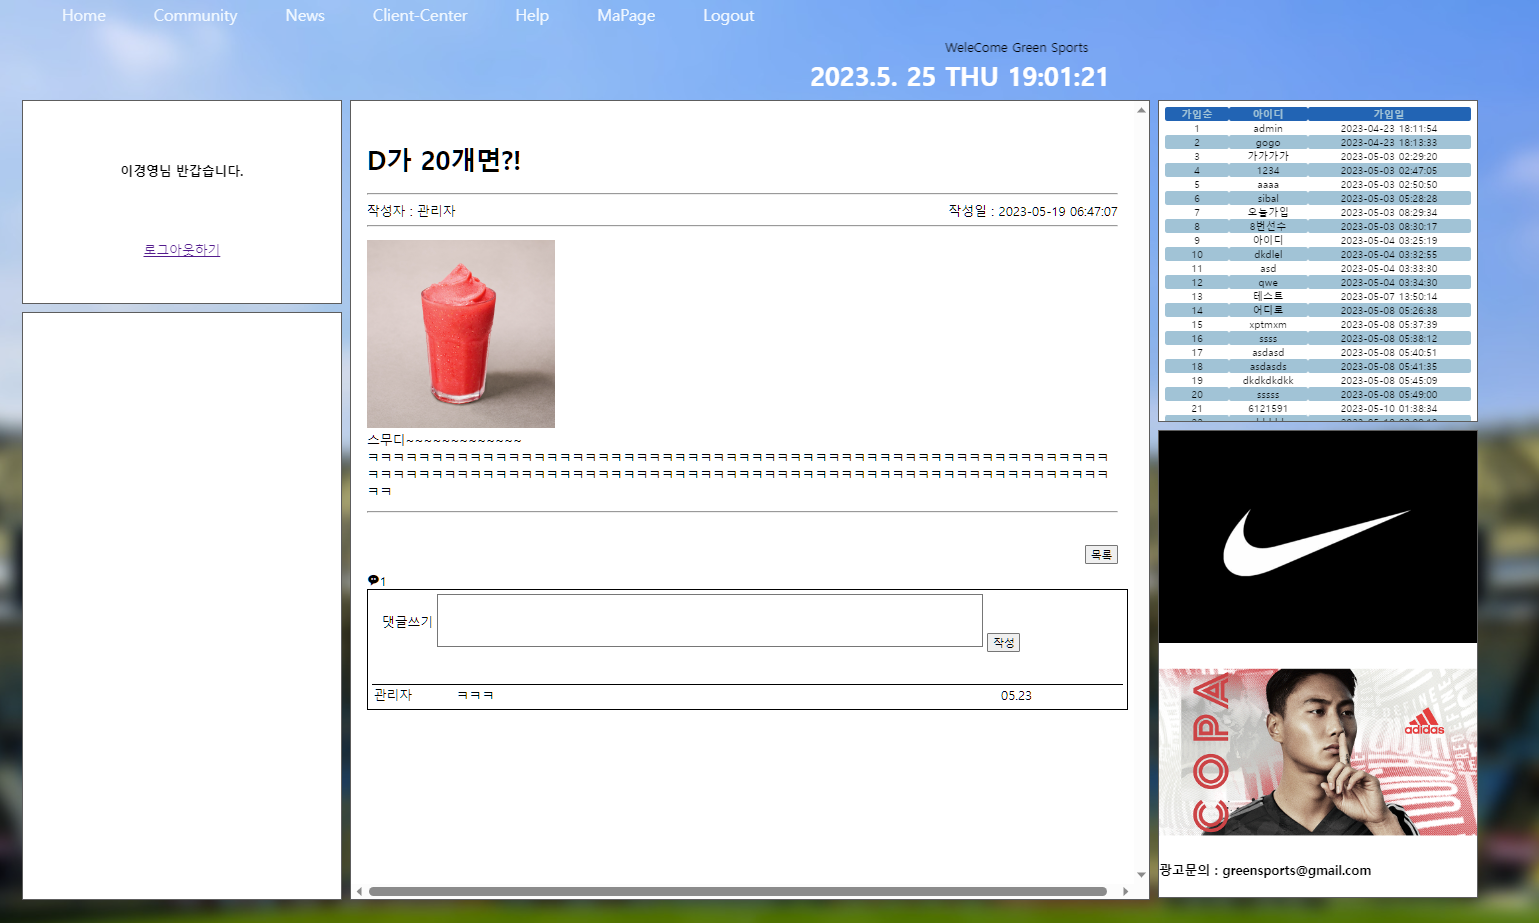 Home Community News Client-Center Help MaPage Logout
WeleCome Green Sports
2023.5. 25 THU 19:01:21
이경영님 반갑습니다.
로그아웃하기
D가 20개면?!
작성자 : 관리자 작성일 : 2023-05-19 06:47:07
스무디~~~~~~~~~~~~~
ㅋㅋㅋㅋㅋㅋㅋㅋㅋㅋㅋㅋㅋㅋㅋㅋㅋㅋㅋㅋㅋㅋㅋㅋㅋㅋㅋㅋㅋㅋㅋㅋㅋㅋㅋㅋㅋㅋㅋㅋㅋㅋㅋㅋㅋㅋㅋㅋㅋㅋㅋㅋㅋㅋㅋㅋㅋㅋ
ㅋㅋㅋㅋㅋㅋㅋㅋㅋㅋㅋㅋㅋㅋㅋㅋㅋㅋㅋㅋㅋㅋㅋㅋㅋㅋㅋㅋㅋㅋㅋㅋㅋㅋㅋㅋㅋㅋㅋㅋㅋㅋㅋㅋㅋㅋㅋㅋㅋㅋㅋㅋㅋㅋㅋㅋㅋㅋ
ㅋㅋ
목록
1
댓글쓰기 작성
관리자 ㅋㅋㅋ 05.23
가입순 아이디 가입일
1 admin 2023-04-23 18:11:54
2 gogo 2023-04-23 18:13:33
3 가가가가 2023-05-03 02:29:20
4 1234 2023-05-03 02:47:05
5 aaaa 2023-05-03 02:50:50
6 sibal 2023-05-03 05:28:28
7 오늘가입 2023-05-03 08:29:34
8 8번선수 2023-05-03 08:30:17
9 아이디 2023-05-04 03:25:19
10 dkdlel 2023-05-04 03:32:55
11 asd 2023-05-04 03:33:30
12 qwe 2023-05-04 03:34:30
13 테스트 2023-05-07 13:50:14
14 어디로 2023-05-08 05:26:38
15 xptmxm 2023-05-08 05:37:39
16 ssss 2023-05-08 05:38:12
17 asdasd 2023-05-08 05:40:51
18 asdasds 2023-05-08 05:41:35
19 dkdkdkdkk 2023-05-08 05:45:09
20 sssss 2023-05-08 05:49:00
21 6121591 2023-05-10 01:38:34
COPA
adidas
광고문의 : greensports@gmail.com